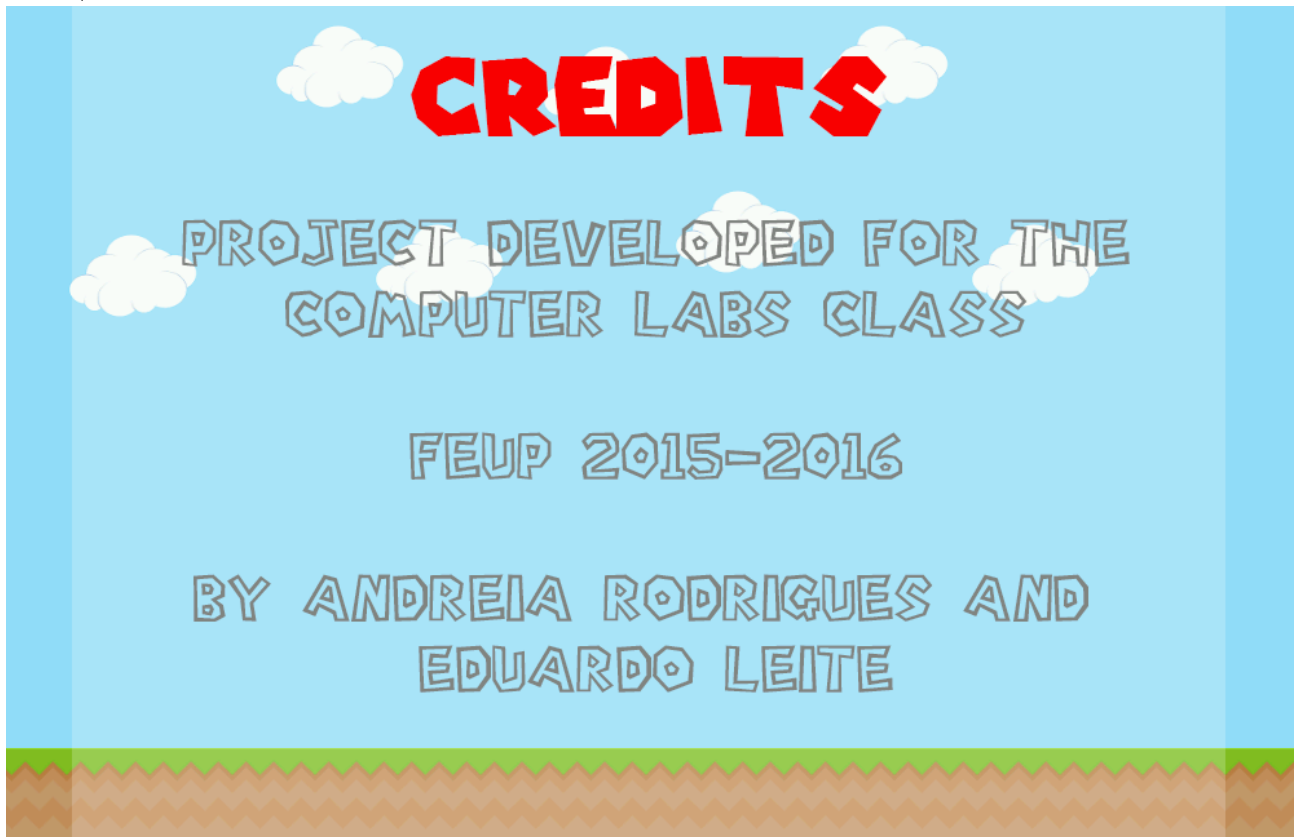 CREDITS
PROJECT DEVELOPED FOR THE
COMPUTER LABS CLASS
FEUP 2015-2016
BY ANDREIA RODRIGUES AND
EDUARDO LEITE